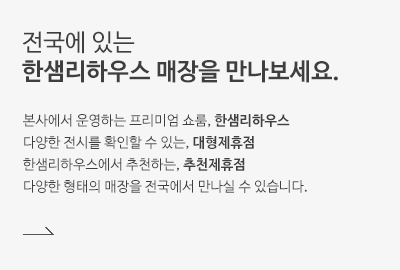 전국에 있는
한샘리하우스 매장을 만나보세요.
본사에서 운영하는 프리미엄 쇼룸, 한샘리하우스
다양한 전시를 확인할 수 있는, 대형제휴점
한샘리하우스에서 추천하는, 추천제휴점
다양한 형태의 매장을 전국에서 만나실 수 있습니다.